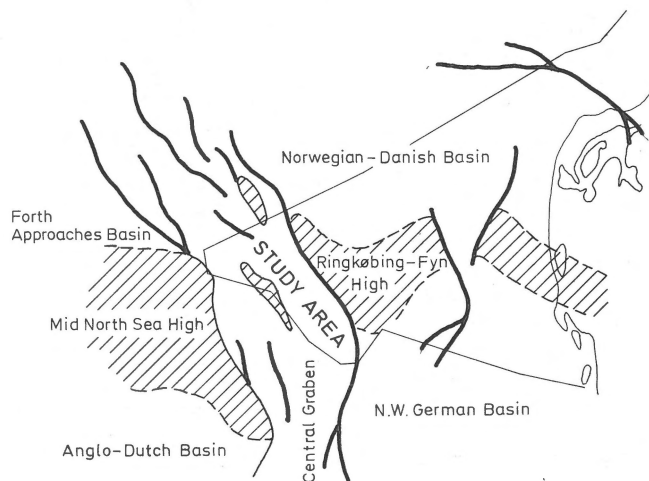 Norwegian-Danish Basin
Forth
Approaches Basin
STUDY AREA
Ringkøbing-Fyn
High
Mid North Sea High
Central Graben
N.W. German Basin
Anglo-Dutch Basin